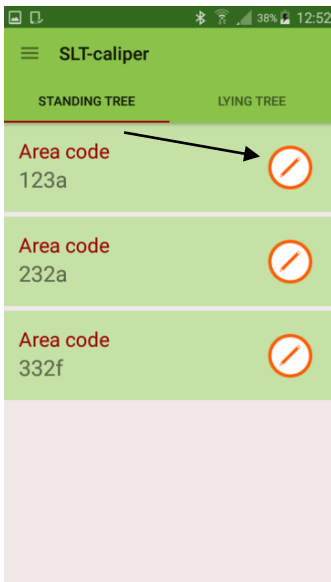 38% 12:52
SLT-caliper
STANDING TREE LYING TREE
Area code
123a
Area code
232a
Area code
332f